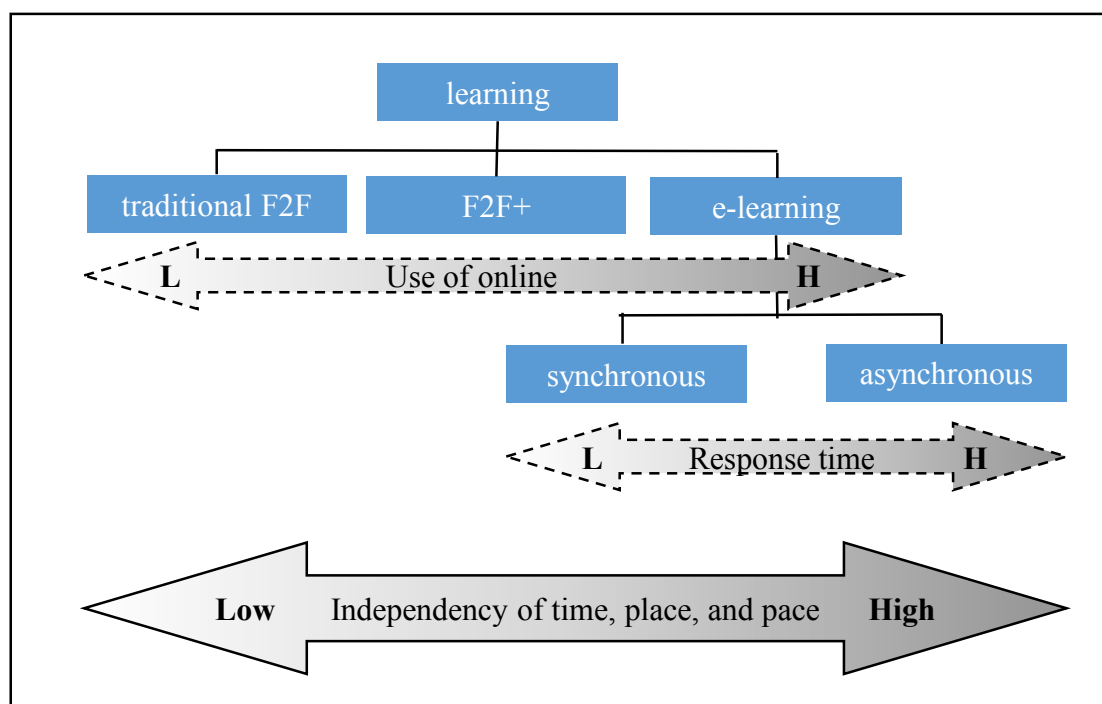 learning
traditional F2F F2F+ e-learning
L Use of online H
synchronous asynchronous
L Response time H
Low Independency of time, place, and pace High